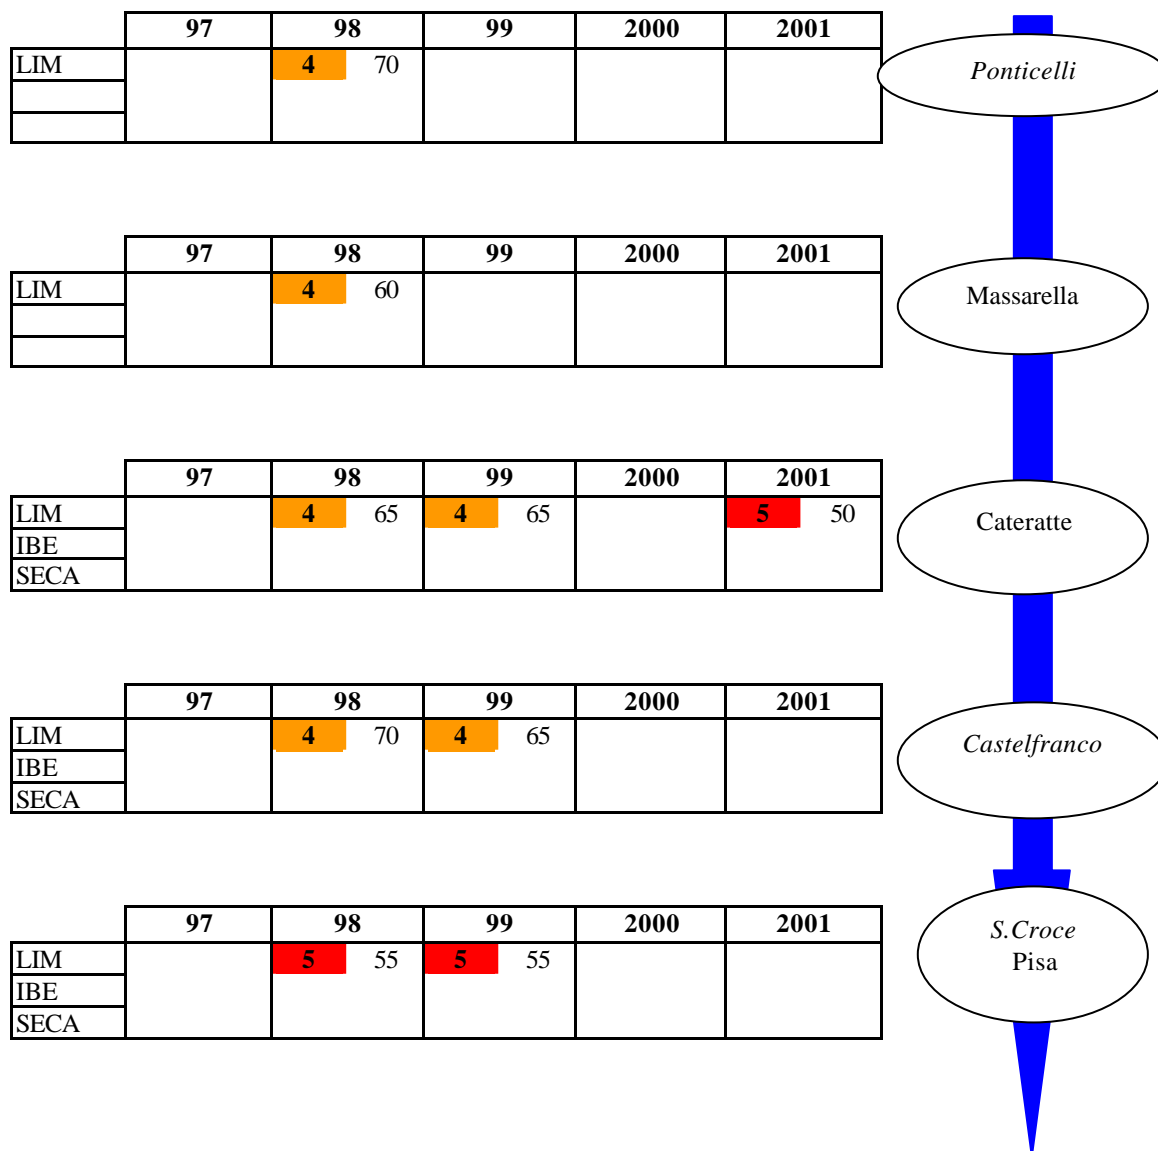 97 98 99 2000 2001
LIM 4 70
Ponticelli
97 98 99 2000 2001
LIM 4 60
Massarella
97 98 99 2000 2001
LIM 4 65 4 65 5 50
IBE
SECA
Cateratte
97 98 99 2000 2001
LIM 4 70 4 65
IBE
SECA
Castelfranco
97 98 99 2000 2001
LIM 5 55 5 55
IBE
SECA
S.Croce
Pisa